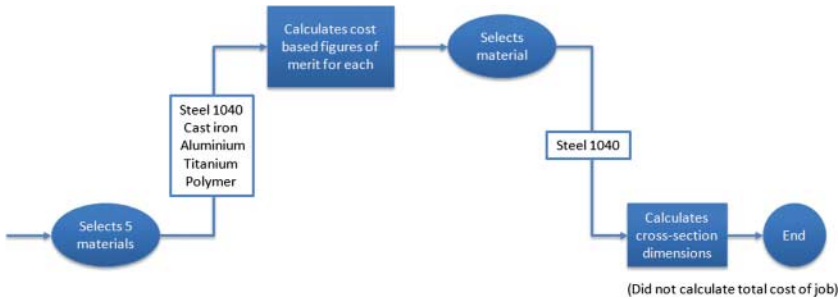 Selects 5
materials
Steel 1040
Cast iron
Aluminium
Titanium
Polymer
Calculates cost
based figures of
merit for each
Selects
material
Steel 1040
Calculates
cross-section
dimensions
End
(Did not calculate total cost of job)